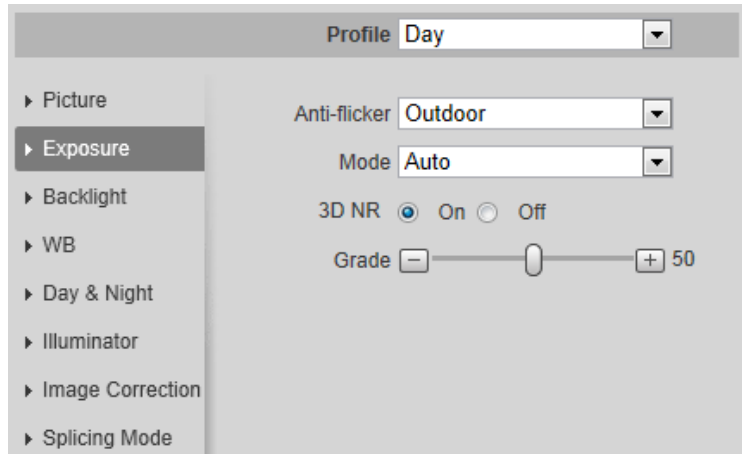 Profile Day
Picture
Anti-flicker Outdoor
Exposure
Mode Auto
Backlight
3D NR On Off
WB
Grade 50
Day & Night
Illuminator
Image Correction
Splicing Mode